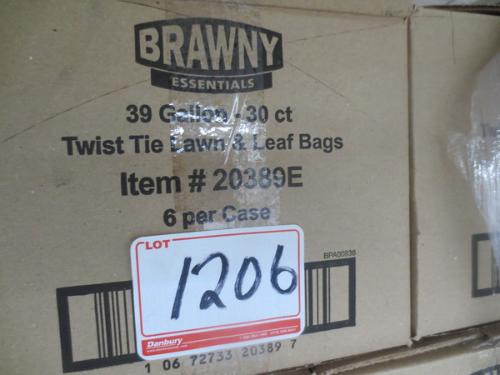 BRAWNY
ESSENTIALS
39 Gallon - 30 ct
Twist Tie Lawn & Leaf Bags
Item # 20389E
6 per Case
LOT
1206
BPA00836
Danbury
1 06 72733 20389 7